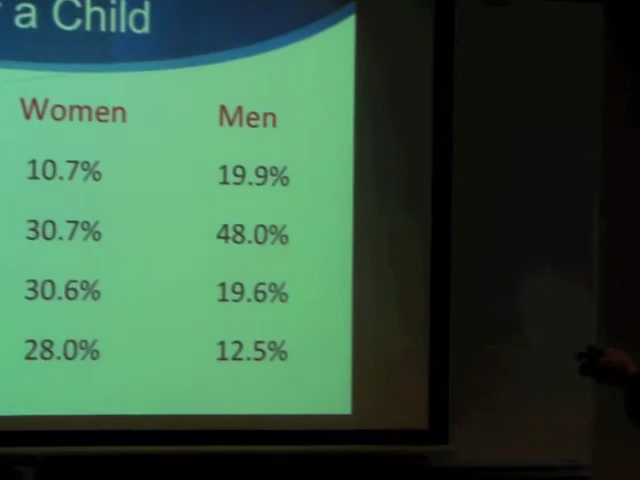 a Child
Women Men
10.7% 19.9%
30.7% 48.0%
30.6% 19.6%
28.0% 12.5%